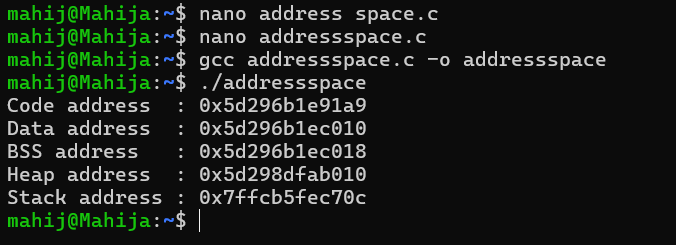 mahij@Mahija:~$ nano address space.c
mahij@Mahija:~$ nano addressspace.c
mahij@Mahija:~$ gcc addressspace.c -o addressspace
mahij@Mahija:~$ ./addressspace
Code address  : 0x5d296b1e91a9
Data address  : 0x5d296b1ec010
BSS address   : 0x5d296b1ec018
Heap address  : 0x5d298dfab010
Stack address : 0x7ffcb5fec70c
mahij@Mahija:~$